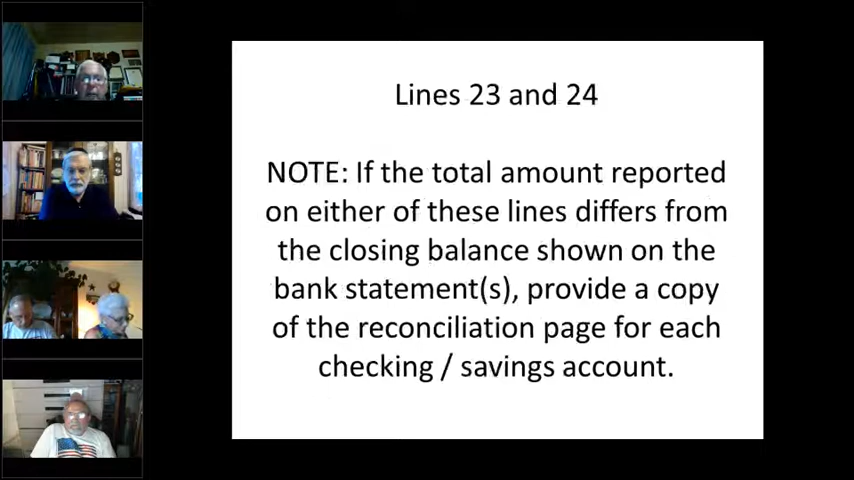 Lines 23 and 24
NOTE: If the total amount reported
on either of these lines differs from
the closing balance shown on the
bank statement(s), provide a copy
of the reconciliation page for each
checking / savings account.